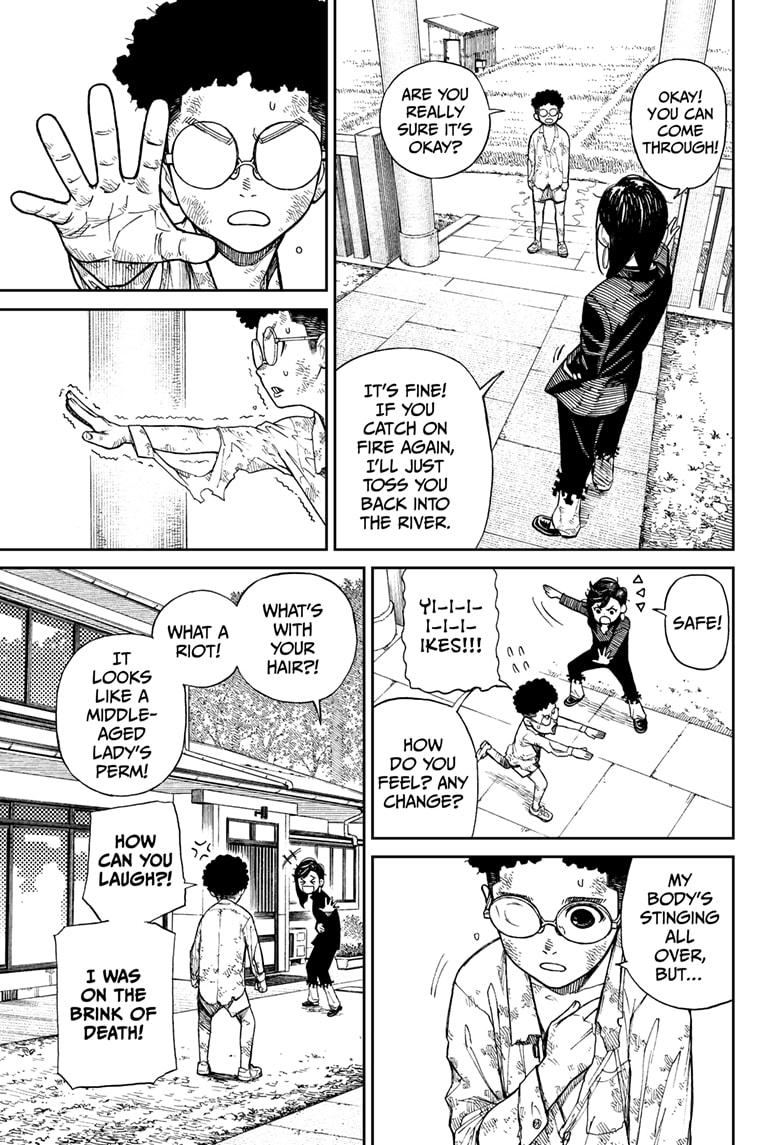 OKAY!
YOU CAN
COME
THROUGH!
ARE YOU
REALLY
SURE IT'S
OKAY?
IT'S FINE!
IF YOU
CATCH ON
FIRE AGAIN,
I'LL JUST
TOSS YOU
BACK INTO
THE RIVER.
SAFE!
YI-I-I-
I-I-I-
IKES!!!
HOW
DO YOU
FEEL? ANY
CHANGE?
MY
BODY'S
STINGING
ALL
OVER,
BUT...
WHAT'S
WITH
YOUR
HAIR?!
WHAT A
RIOT!
IT
LOOKS
LIKE A
MIDDLE-
AGED
LADY'S
PERM!
HOW
CAN YOU
LAUGH?!
I WAS
ON THE
BRINK OF
DEATH!